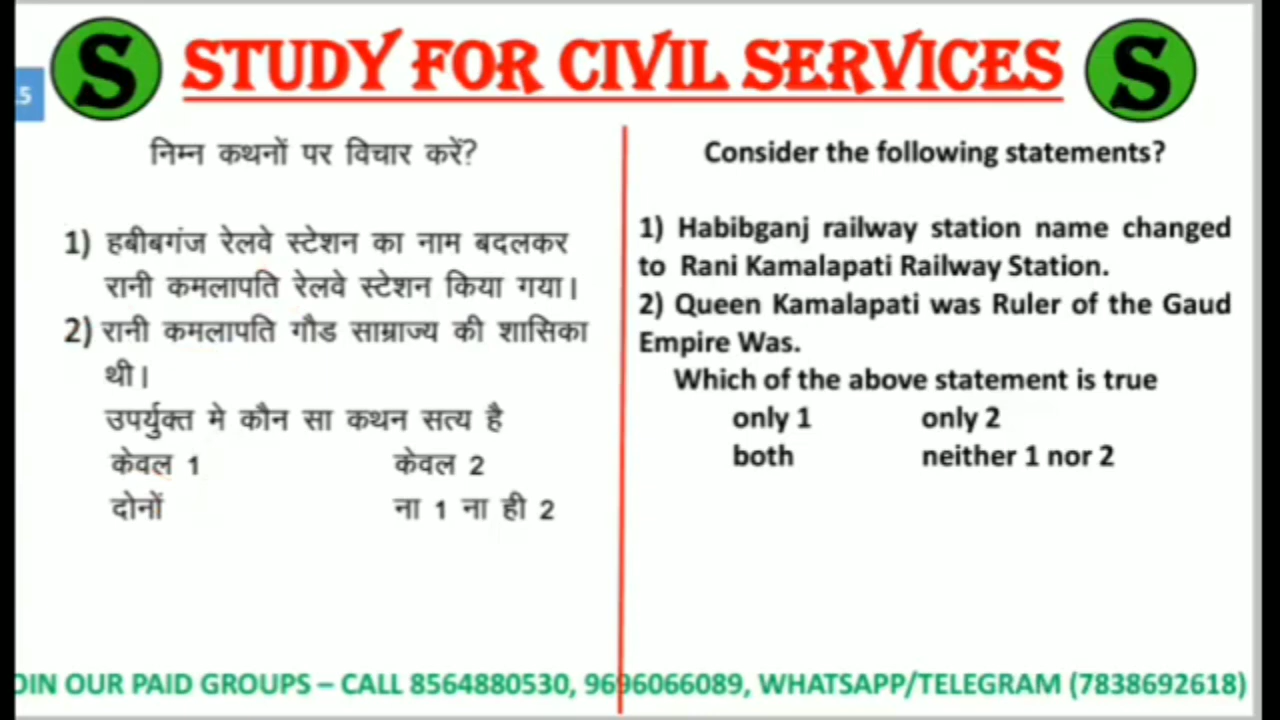 S STUDY FOR CIVIL SERVICES S
.5
निम्न कथनों पर विचार करें?
1) हबीबगंज रेलवे स्टेशन का नाम बदलकर
रानी कमलापति रेलवे स्टेशन किया गया।
2) रानी कमलापति गौड साम्राज्य की शासिका
थी।
उपर्युक्त मे कौन सा कथन सत्य है
केवल 1 केवल 2
दोनों ना 1 ना ही 2
Consider the following statements?
1) Habibganj railway station name changed
to Rani Kamalapati Railway Station.
2) Queen Kamalapati was Ruler of the Gaud
Empire Was.
Which of the above statement is true
only 1 only 2
both neither 1 nor 2
OIN OUR PAID GROUPS – CALL 8564880530, 9696066089, WHATSAPP/TELEGRAM (7838692618)